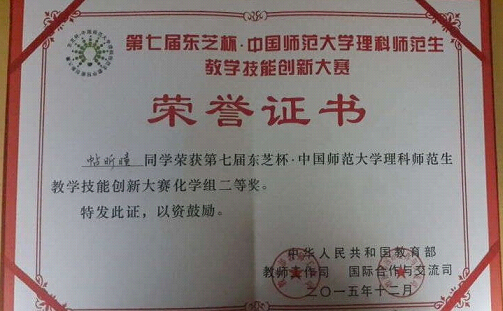 第七届东芝杯·中国师范大学理科师范生
教学技能创新大赛
荣誉证书
同学荣获第七届东芝杯·中国师范大学理科师范生
教学技能创新大赛化学组二等奖。
特发此证，以资鼓励。
中华人民共和国教育部
教师工作司 国际合作与交流司
二〇一五年十二月